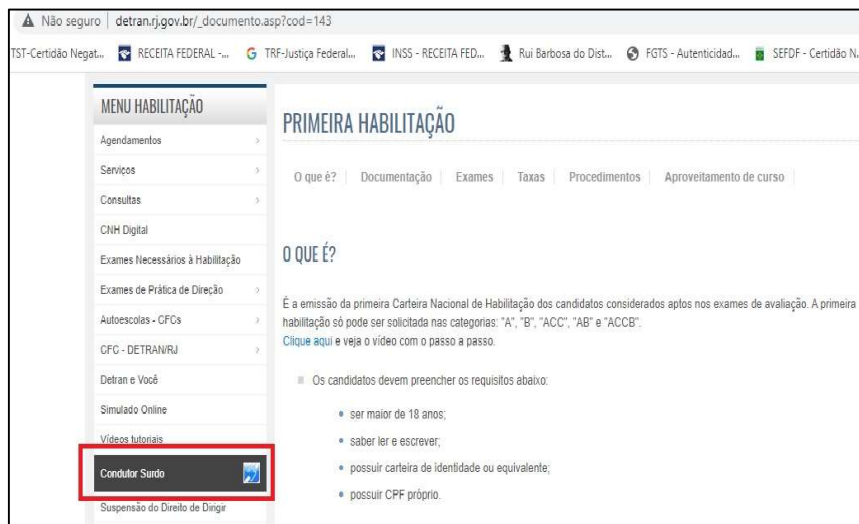 Não seguro | detran.rj.gov.br/_documento.asp?cod=143
TST-Certidão Negat... RECEITA FEDERAL -... TRF-Justiça Federal... INSS - RECEITA FED... Rui Barbosa do Dist... FGTS - Autenticidad... SEFDF - Certidão N...
MENU HABILITAÇÃO
Agendamentos
Serviços
Consultas
CNH Digital
Exames Necessários à Habilitação
Exames de Prática de Direção
Autoescolas - CFCs
CFC - DETRAN/RJ
Detran e Você
Simulado Online
Vídeos tutoriais
Condutor Surdo
Suspensão do Direito de Dirigir
PRIMEIRA HABILITAÇÃO
O que é? | Documentação | Exames | Taxas | Procedimentos | Aproveitamento de curso |
O QUE É?
É a emissão da primeira Carteira Nacional de Habilitação dos candidatos considerados aptos nos exames de avaliação. A primeira
habilitação só pode ser solicitada nas categorias: "A", "B", "ACC", "AB" e "ACCB".
Clique aqui e veja o vídeo com o passo a passo.
Os candidatos devem preencher os requisitos abaixo:
ser maior de 18 anos;
saber ler e escrever;
possuir carteira de identidade ou equivalente;
possuir CPF próprio.